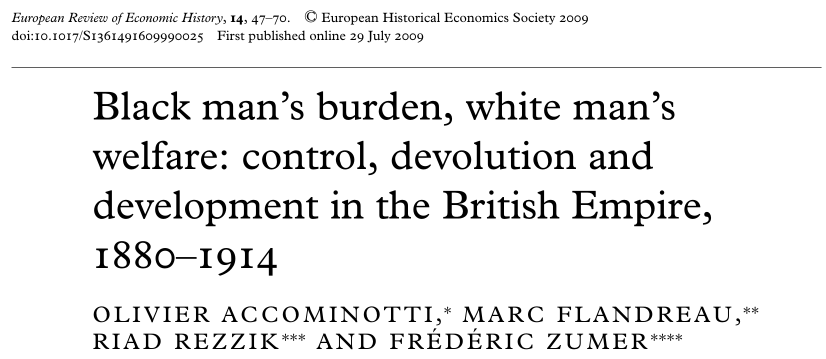 European Review of Economic History, 14, 47–70. © European Historical Economics Society 2009
doi:10.1017/S1361491609990025 First published online 29 July 2009
Black man's burden, white man's
welfare: control, devolution and
development in the British Empire,
1880–1914
OLIVIER ACCOMINOTTI,* MARC FLANDREAU,**
RIAD REZZIK*** AND FRÉDÉRIC ZUMER****